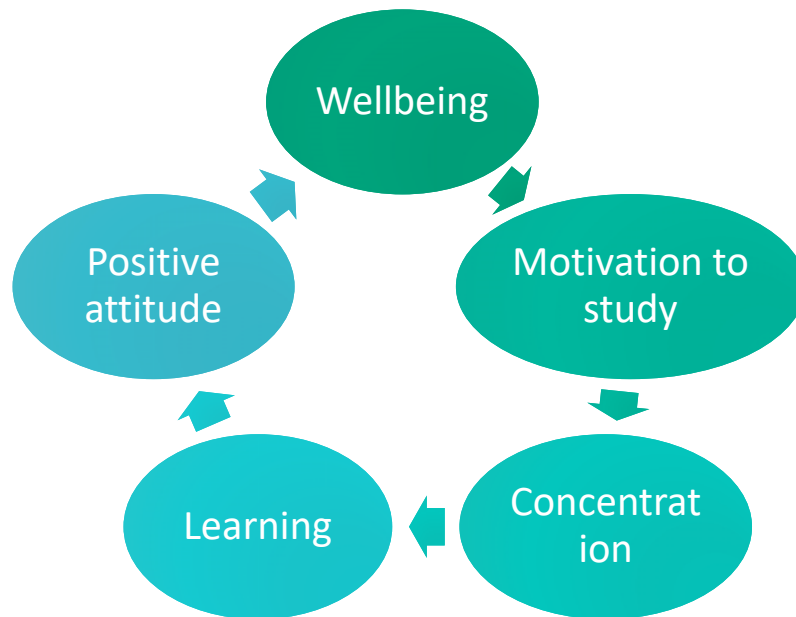 Wellbeing
Motivation to
study
Concentrat
ion
Learning
Positive
attitude